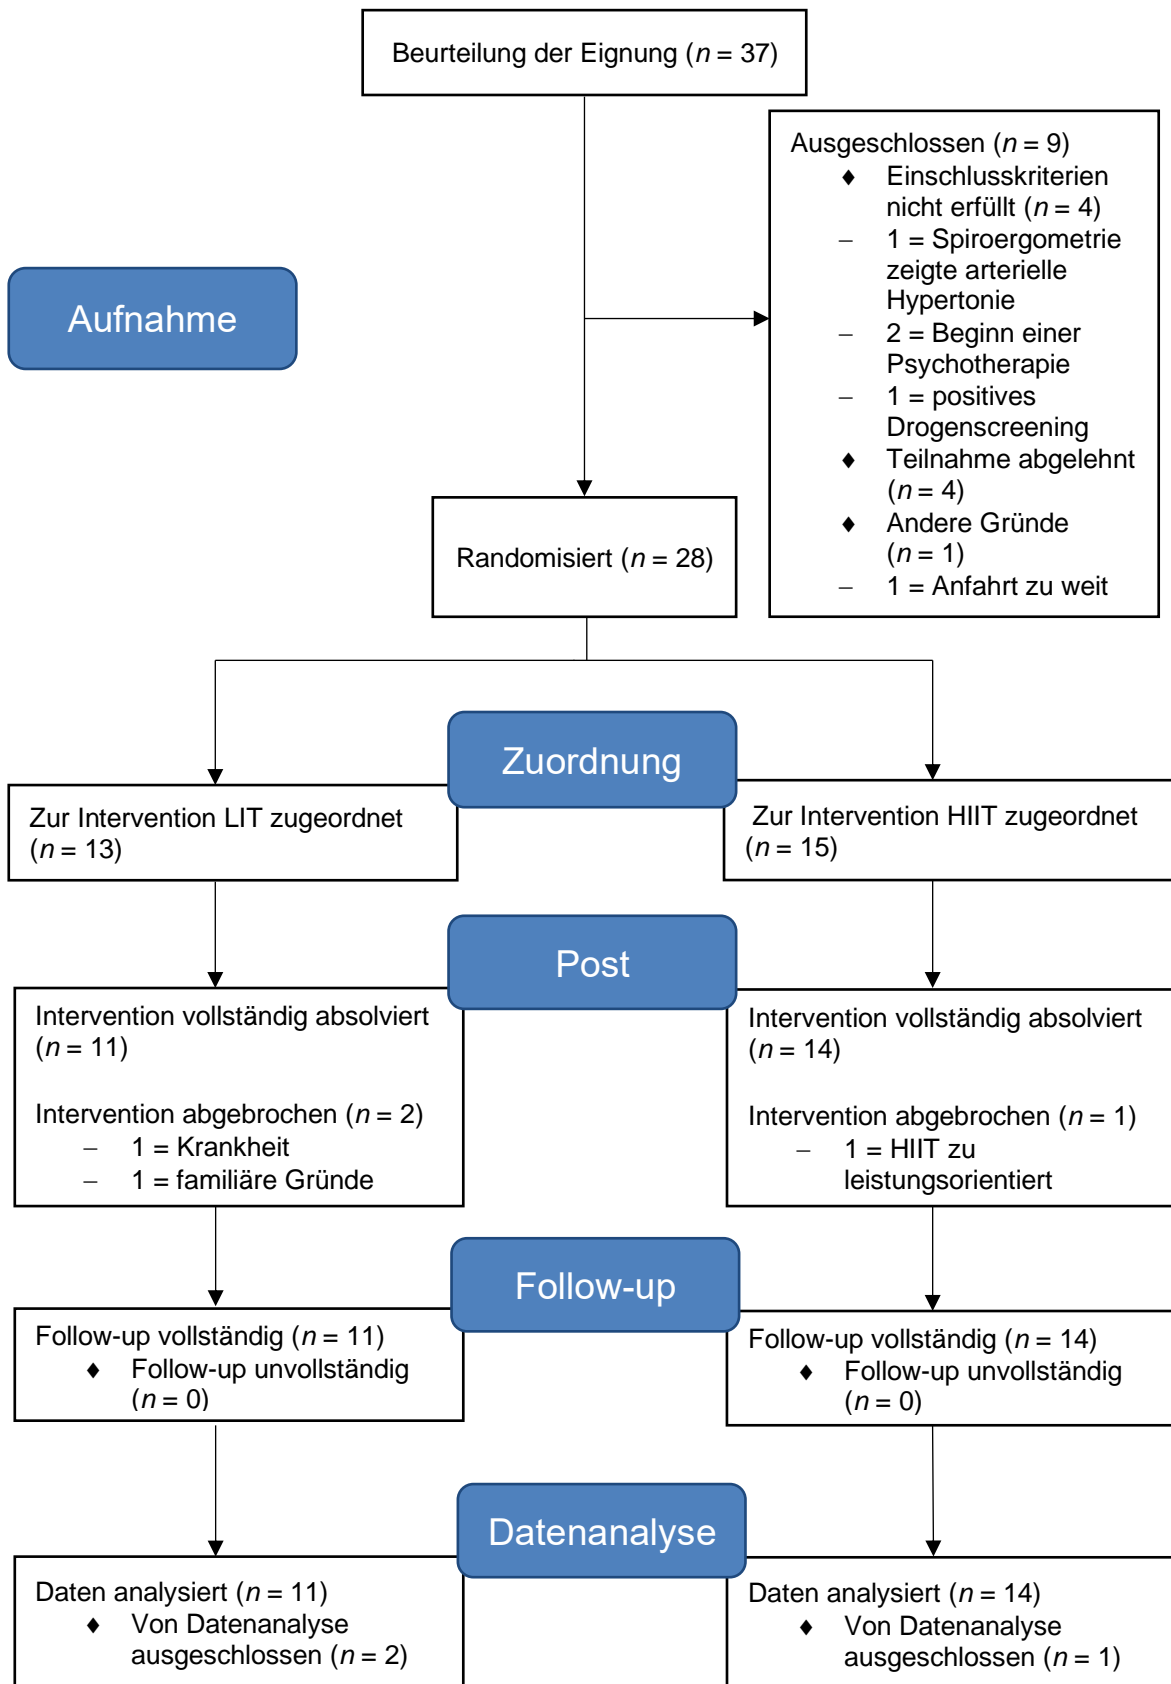 Beurteilung der Eignung (n = 37)
Ausgeschlossen (n = 9)
♦ Einschlusskriterien
nicht erfüllt (n = 4)
– 1 = Spiroergometrie
zeigte arterielle
Hypertonie
– 2 = Beginn einer
Psychotherapie
– 1 = positives
Drogenscreening
♦ Teilnahme abgelehnt
(n = 4)
♦ Andere Gründe
(n = 1)
– 1 = Anfahrt zu weit
Aufnahme
Randomisiert (n = 28)
Zuordnung
Zur Intervention LIT zugeordnet
(n = 13)
Zur Intervention HIIT zugeordnet
(n = 15)
Post
Intervention vollständig absolviert
(n = 11)
Intervention abgebrochen (n = 2)
– 1 = Krankheit
– 1 = familiäre Gründe
Intervention vollständig absolviert
(n = 14)
Intervention abgebrochen (n = 1)
– 1 = HIIT zu
leistungsorientiert
Follow-up
Follow-up vollständig (n = 11)
♦ Follow-up unvollständig
(n = 0)
Follow-up vollständig (n = 14)
♦ Follow-up unvollständig
(n = 0)
Datenanalyse
Daten analysiert (n = 11)
♦ Von Datenanalyse
ausgeschlossen (n = 2)
Daten analysiert (n = 14)
♦ Von Datenanalyse
ausgeschlossen (n = 1)